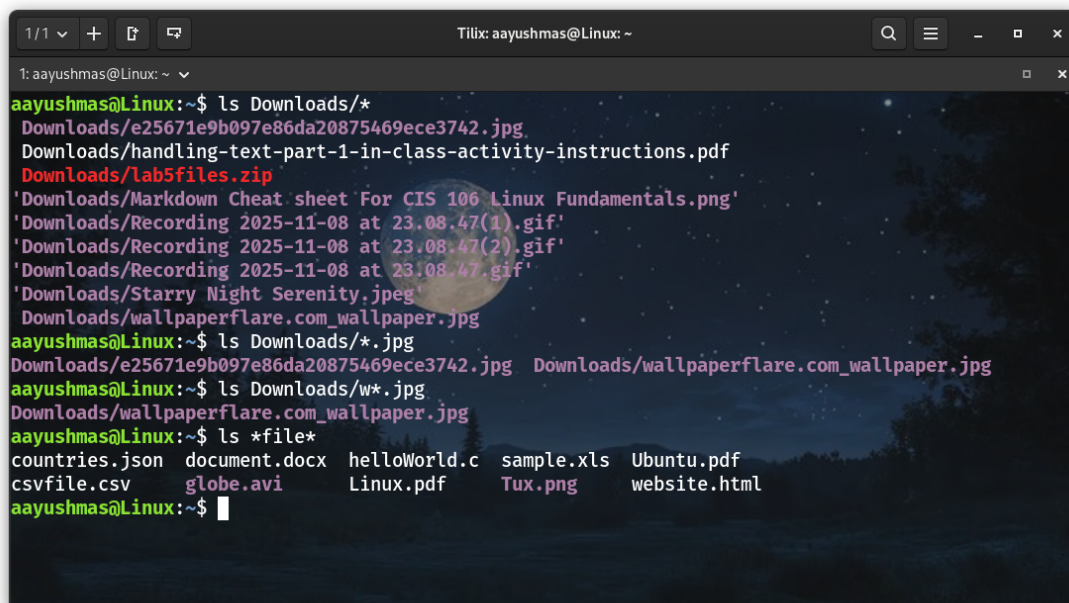 1/1
Tilix: aayushmas@Linux: ~
1: aayushmas@Linux: ~
aayushmas@Linux:~$ ls Downloads/*
Downloads/e25671e9b097e86da20875469ece3742.jpg
Downloads/handling-text-part-1-in-class-activity-instructions.pdf
Downloads/lab5files.zip
'Downloads/Markdown Cheat sheet For CIS 106 Linux Fundamentals.png'
'Downloads/Recording 2025-11-08 at 23.08.47(1).gif'
'Downloads/Recording 2025-11-08 at 23.08.47(2).gif'
'Downloads/Recording 2025-11-08 at 23.08.47.gif'
'Downloads/Starry Night Serenity.jpeg'
Downloads/wallpaperflare.com_wallpaper.jpg
aayushmas@Linux:~$ ls Downloads/*.jpg
Downloads/e25671e9b097e86da20875469ece3742.jpg  Downloads/wallpaperflare.com_wallpaper.jpg
aayushmas@Linux:~$ ls Downloads/w*.jpg
Downloads/wallpaperflare.com_wallpaper.jpg
aayushmas@Linux:~$ ls *file*
countries.json  document.docx  helloWorld.c  sample.xls  Ubuntu.pdf
csvfile.csv     globe.avi      Linux.pdf     Tux.png     website.html
aayushmas@Linux:~$